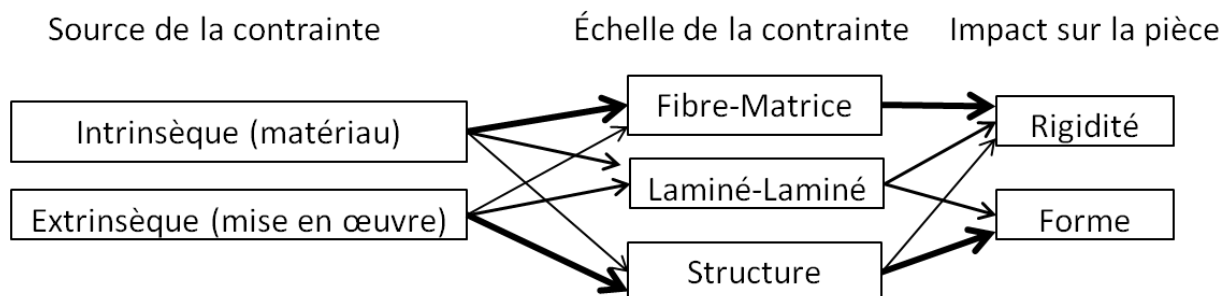 Source de la contrainte
Échelle de la contrainte
Impact sur la pièce
Intrinsèque (matériau)
Extrinsèque (mise en œuvre)
Fibre-Matrice
Laminé-Laminé
Structure
Rigidité
Forme